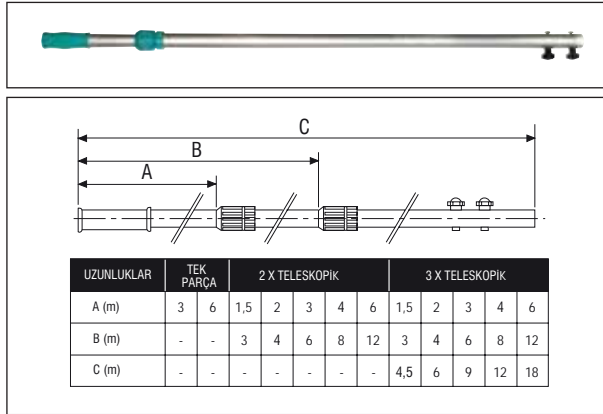 C
B
A
UZUNLUKLAR TEK PARÇA 2 X TELESKOPİK 3 X TELESKOPİK
A (m) 3 6 1,5 2 3 4 6 1,5 2 3 4 6
B (m) - - 3 4 6 8 12 3 4 6 8 12
C (m) - - - - - - - 4,5 6 9 12 18